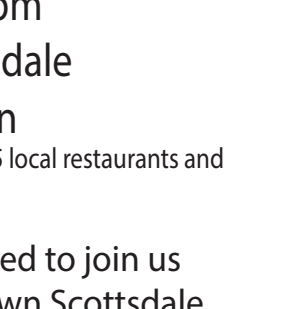 om
dale
n
5 local restaurants and
ed to join us
wn Scottsdale